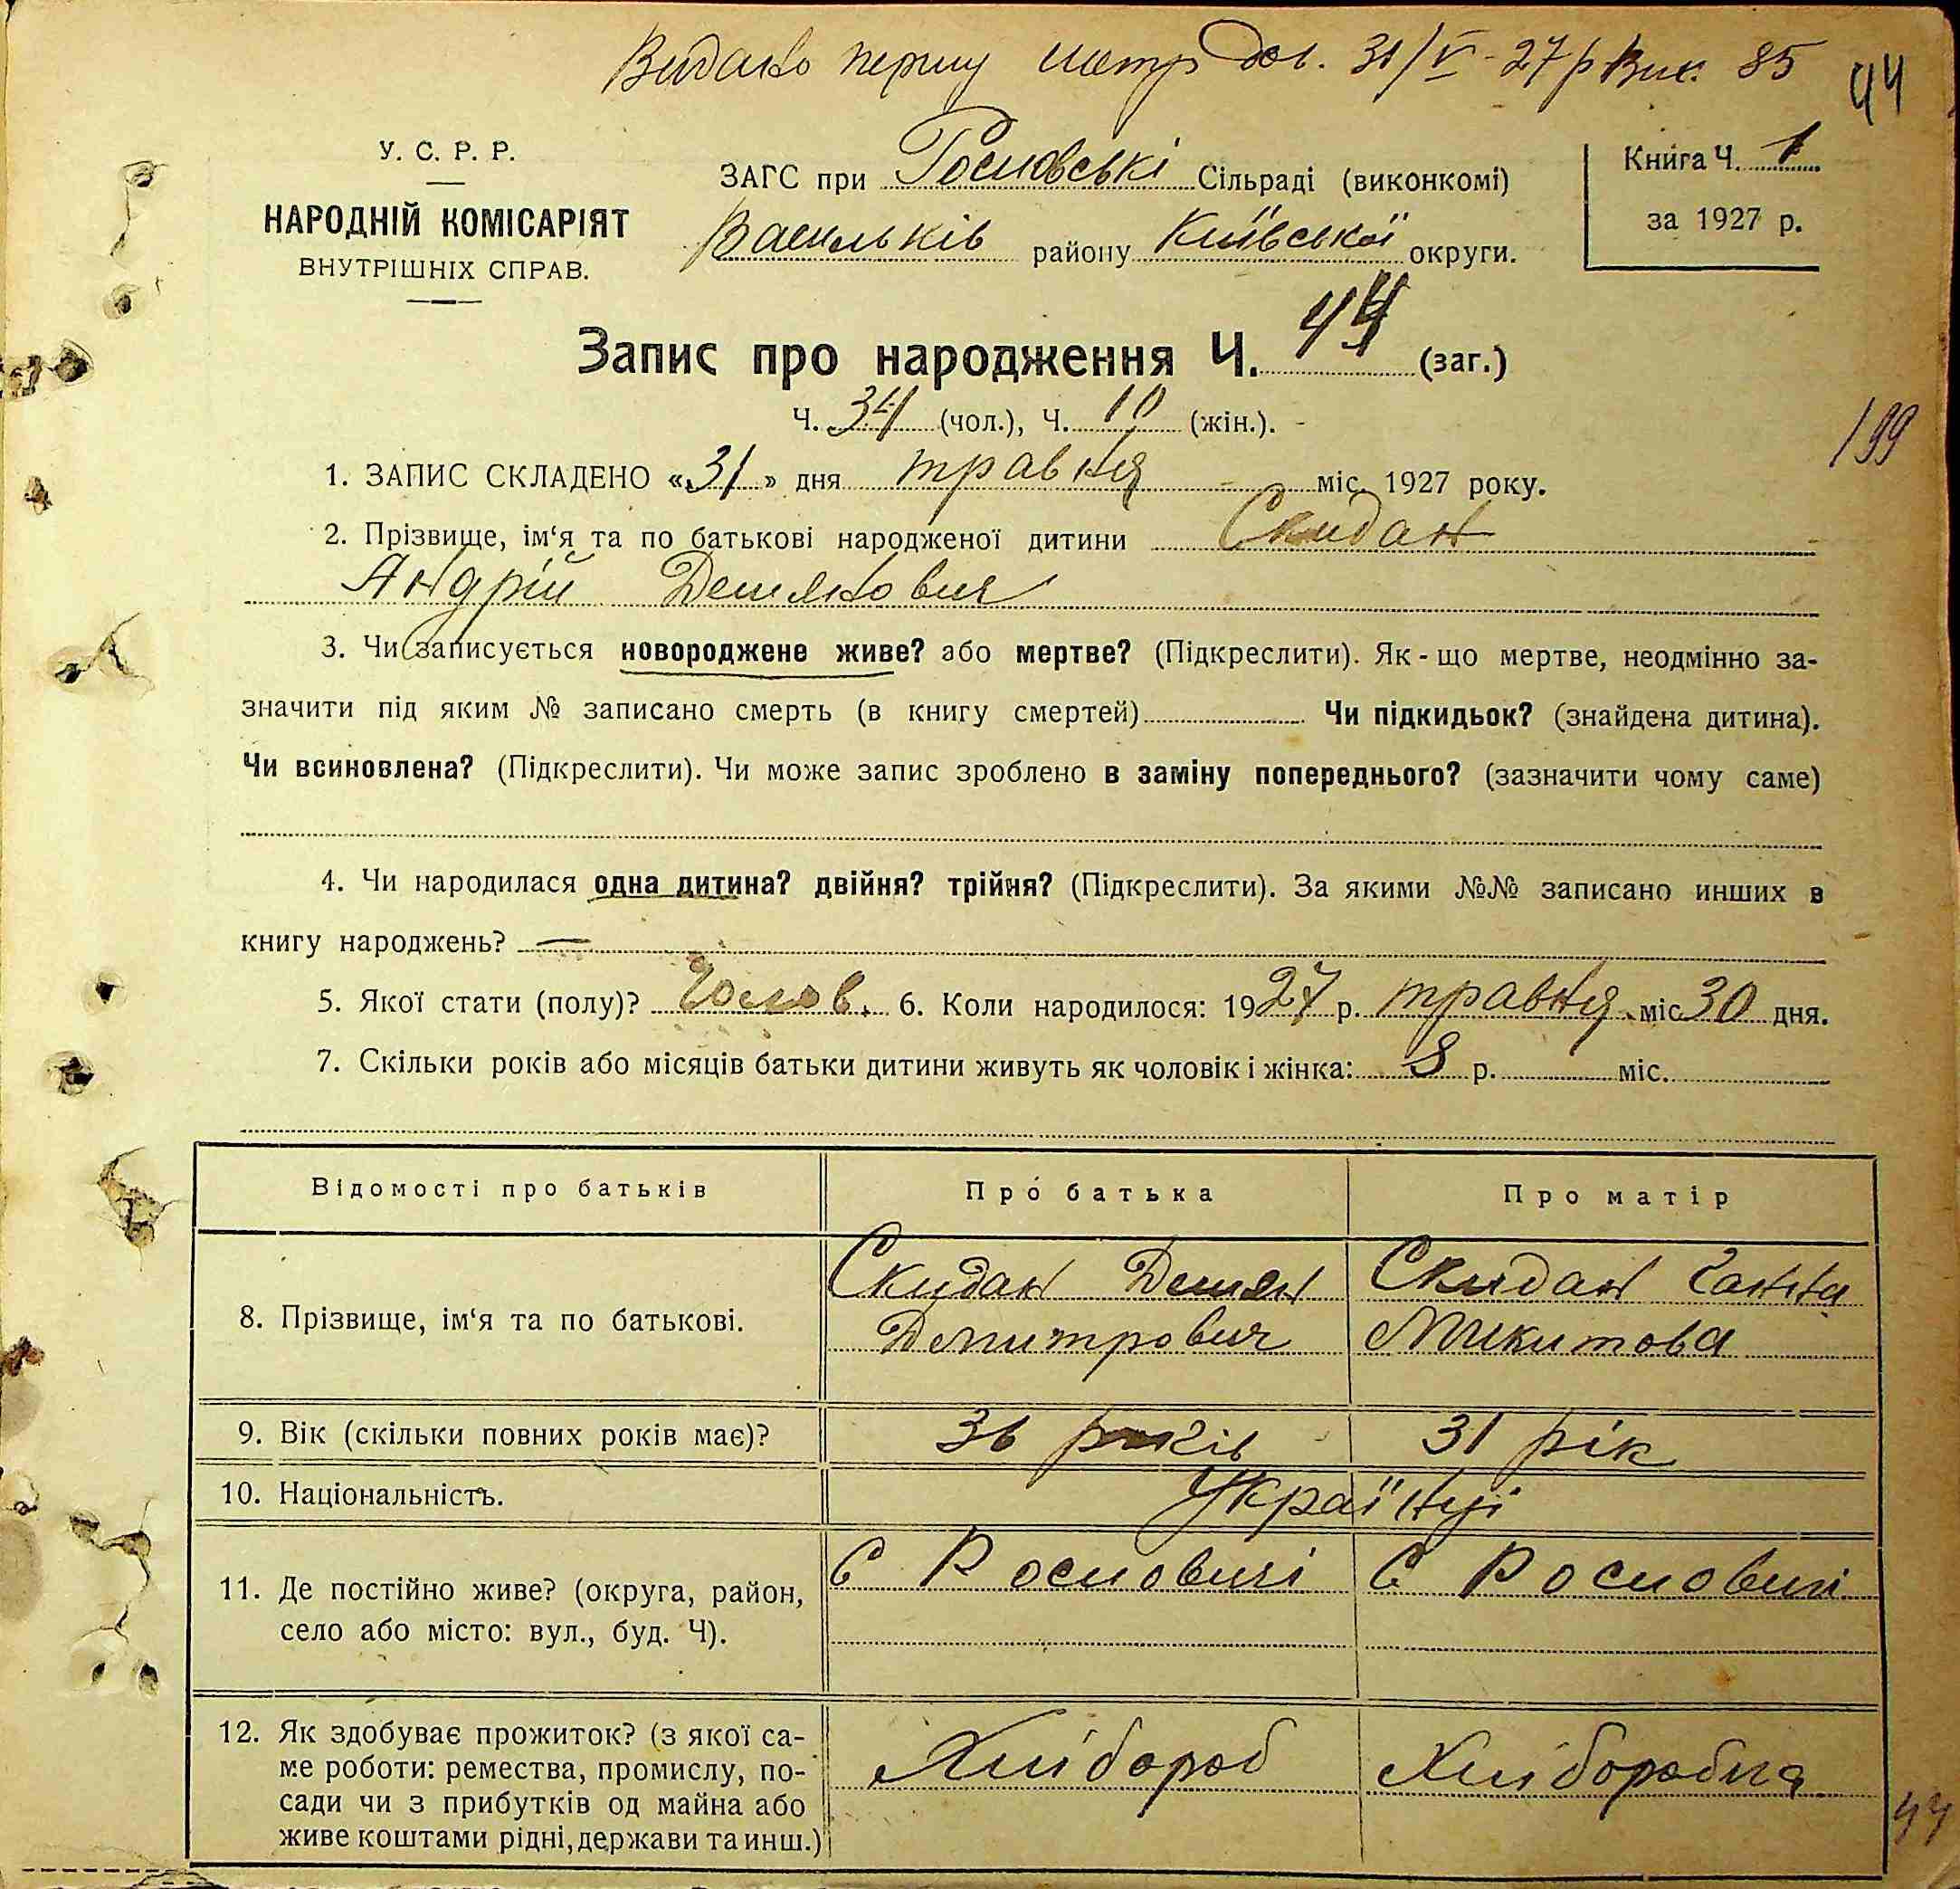 Видано першу метр дов. 31/V-27 р Вик. 85
44
У. С. Р. Р.
НАРОДНІЙ КОМІСАРІЯТ
ВНУТРІШНІХ СПРАВ.
ЗАГС при Рословські Сільраді (виконкомі)
Васильків району Київської округи.
Книга Ч. 1
за 1927 р.
Запис про народження Ч. 44 (заг.)
Ч. 34 (чол.), Ч. 10 (жін.).
199
1. ЗАПИС СКЛАДЕНО «31» дня травня міс. 1927 року.
2. Прізвище, ім‘я та по батькові народженої дитини Скидан
Андрій Демянович
3. Чи записується новороджене живе? або мертве? (Підкреслити). Як-що мертве, неодмінно за-
значити під яким № записано смерть (в книгу смертей) Чи підкидьок? (знайдена дитина).
Чи всиновлена? (Підкреслити). Чи може запис зроблено в заміну попереднього? (зазначити чому саме)
4. Чи народилася одна дитина? двійня? трійня? (Підкреслити). За якими №№ записано инших в
книгу народжень? —
5. Якої стати (полу)? Чолов. 6. Коли народилося: 1927 р. травня міс 30 дня.
7. Скільки років або місяців батьки дитини живуть як чоловік і жінка: 8 р. міс.
Відомості про батьків Про батька Про матір
8. Прізвище, ім‘я та по батькові.
Скидан Демян
Дмитрович
Скидан Ганна
Микитова
9. Вік (скільки повних років має)? 36 років 31 рік
10. Національність. Українці
11. Де постійно живе? (округа, район,
село або місто: вул., буд. Ч).
С Рословичі
С Рословичі
12. Як здобуває прожиток? (з якої са-
ме роботи: ремества, промислу, по-
сади чи з прибутків од майна або
живе коштами рідні, держави та инш.)
Хлібороб
Хліборобка
44